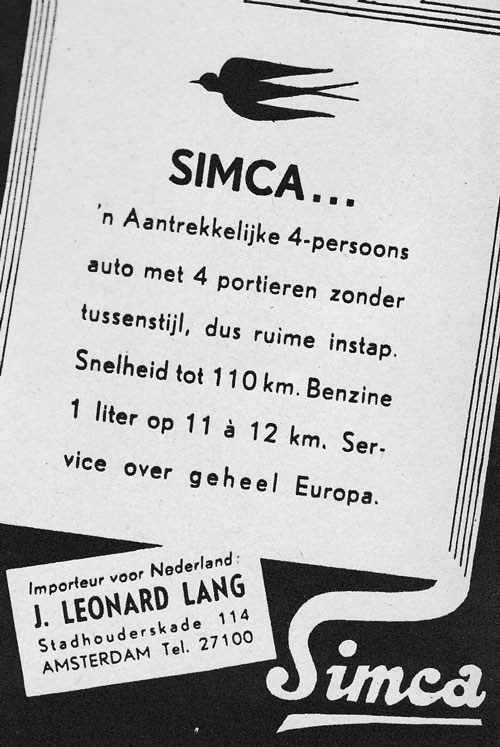 SIMCA...
'n Aantrekkelijke 4-persoons
auto met 4 portieren zonder
tussenstijl, dus ruime instap.
Snelheid tot 110 km. Benzine
1 liter op 11 à 12 km. Ser-
vice over geheel Europa.
Importeur voor Nederland:
J. LEONARD LANG
Stadhouderskade 114
AMSTERDAM Tel. 27100
Simca